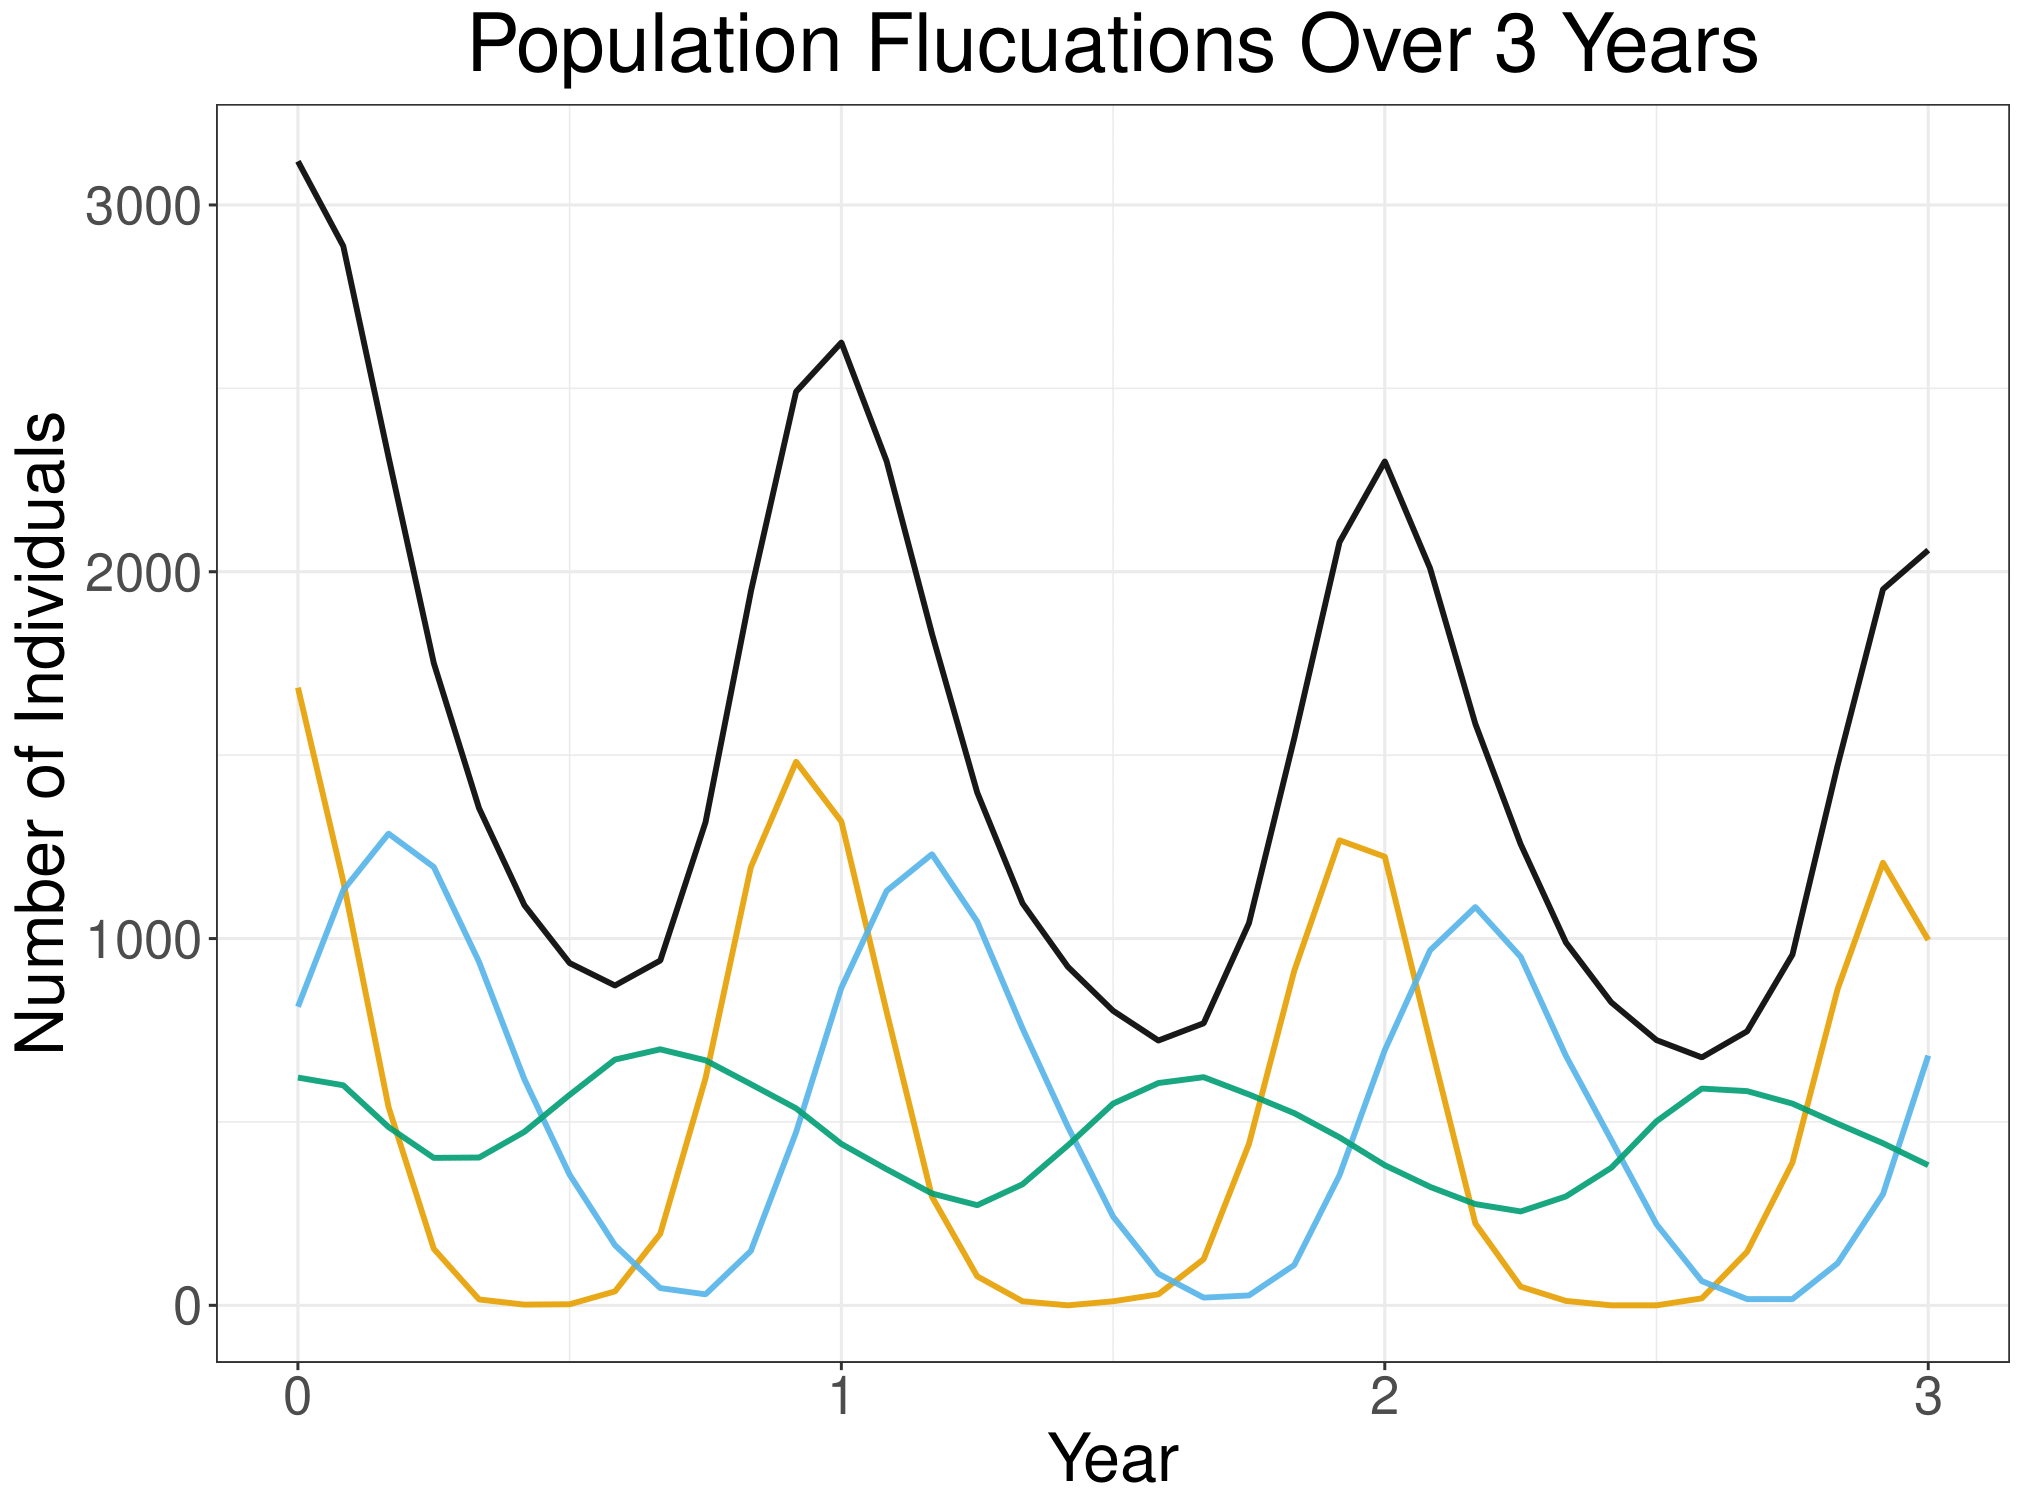 Population Flucuations Over 3 Years
Number of Individuals
3000
2000
1000
0
0 1 2 3
Year